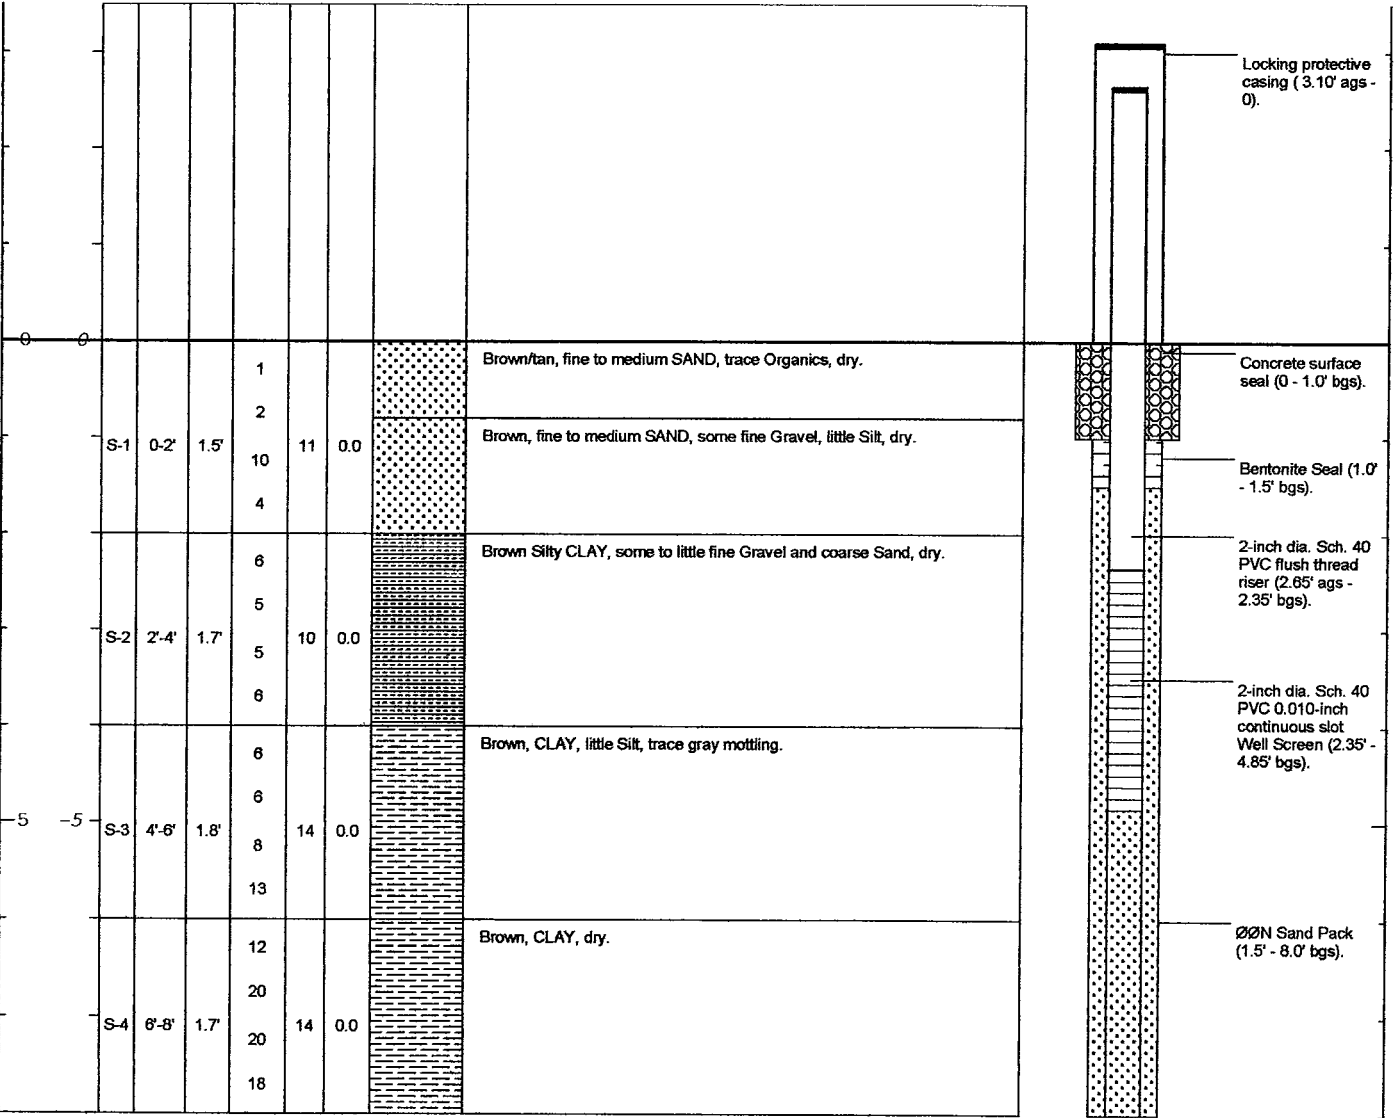 Locking protective
casing ( 3.10' ags -
0).
0 0
1
Brown/tan, fine to medium SAND, trace Organics, dry.
Concrete surface
seal (0 - 1.0' bgs).
2
S-1 0-2' 1.5' 11 0.0
Brown, fine to medium SAND, some fine Gravel, little Silt, dry.
10
4
Bentonite Seal (1.0'
- 1.5' bgs).
6
Brown Silty CLAY, some to little fine Gravel and coarse Sand, dry.
2-inch dia. Sch. 40
PVC flush thread
riser (2.65' ags -
2.35' bgs).
5
S-2 2'-4' 1.7' 10 0.0
5
6
2-inch dia. Sch. 40
PVC 0.010-inch
continuous slot
Well Screen (2.35' -
4.85' bgs).
6
Brown, CLAY, little Silt, trace gray mottling.
6
-5 -5
S-3 4'-6' 1.8' 14 0.0
8
13
12
Brown, CLAY, dry.
ØØN Sand Pack
(1.5' - 8.0' bgs).
20
S-4 6'-8' 1.7' 14 0.0
20
18